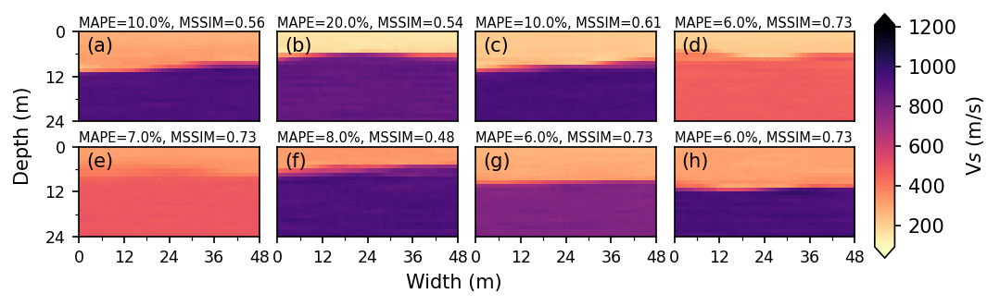 MAPE=10.0%, MSSIM=0.56 MAPE=20.0%, MSSIM=0.54 MAPE=10.0%, MSSIM=0.61 MAPE=6.0%, MSSIM=0.73
(a) (b) (c) (d)
0
12
24
MAPE=7.0%, MSSIM=0.73 MAPE=8.0%, MSSIM=0.48 MAPE=6.0%, MSSIM=0.73 MAPE=6.0%, MSSIM=0.73
(e) (f) (g) (h)
0
12
24
0 12 24 36 48 0 12 24 36 48 0 12 24 36 48 0 12 24 36 48
Width (m)
Depth (m)
1200
1000
800
600
400
200
Vs (m/s)